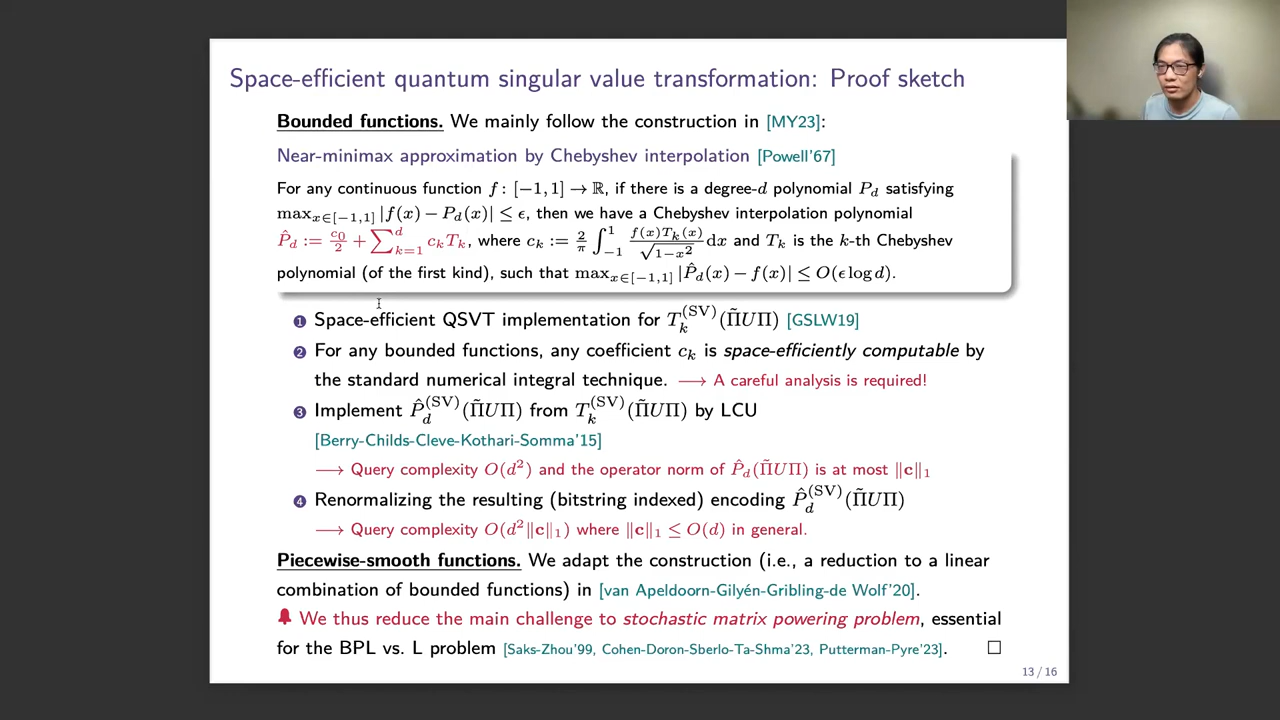 Space-efficient quantum singular value transformation: Proof sketch
Bounded functions. We mainly follow the construction in [MY23]:
Near-minimax approximation by Chebyshev interpolation [Powell'67]
For any continuous function f: [−1, 1] → ℝ, if there is a degree-d polynomial P_d satisfying
max_{x∈[−1,1]} |f(x) − P_d(x)| ≤ ϵ, then we have a Chebyshev interpolation polynomial
P̂_d := c_0/2 + ∑_{k=1}^d c_k T_k, where c_k := 2/π ∫_{−1}^1 f(x)T_k(x)/√(1−x²) dx and T_k is the k-th Chebyshev
polynomial (of the first kind), such that max_{x∈[−1,1]} |P̂_d(x) − f(x)| ≤ O(ϵ log d).
1 Space-efficient QSVT implementation for T_k^{(SV)}(Π̃UΠ) [GSLW19]
2 For any bounded functions, any coefficient c_k is space-efficiently computable by
the standard numerical integral technique. ⟶ A careful analysis is required!
3 Implement P̂_d^{(SV)}(Π̃UΠ) from T_k^{(SV)}(Π̃UΠ) by LCU
[Berry-Childs-Cleve-Kothari-Somma'15]
⟶ Query complexity O(d²) and the operator norm of P̂_d(Π̃UΠ) is at most ‖c‖₁
4 Renormalizing the resulting (bitstring indexed) encoding P̂_d^{(SV)}(Π̃UΠ)
⟶ Query complexity O(d²‖c‖₁) where ‖c‖₁ ≤ O(d) in general.
Piecewise-smooth functions. We adapt the construction (i.e., a reduction to a linear
combination of bounded functions) in [van Apeldoorn-Gilyén-Gribling-de Wolf'20].
We thus reduce the main challenge to stochastic matrix powering problem, essential
for the BPL vs. L problem [Saks-Zhou'99, Cohen-Doron-Sberlo-Ta-Shma'23, Putterman-Pyre'23]. □
13 / 16